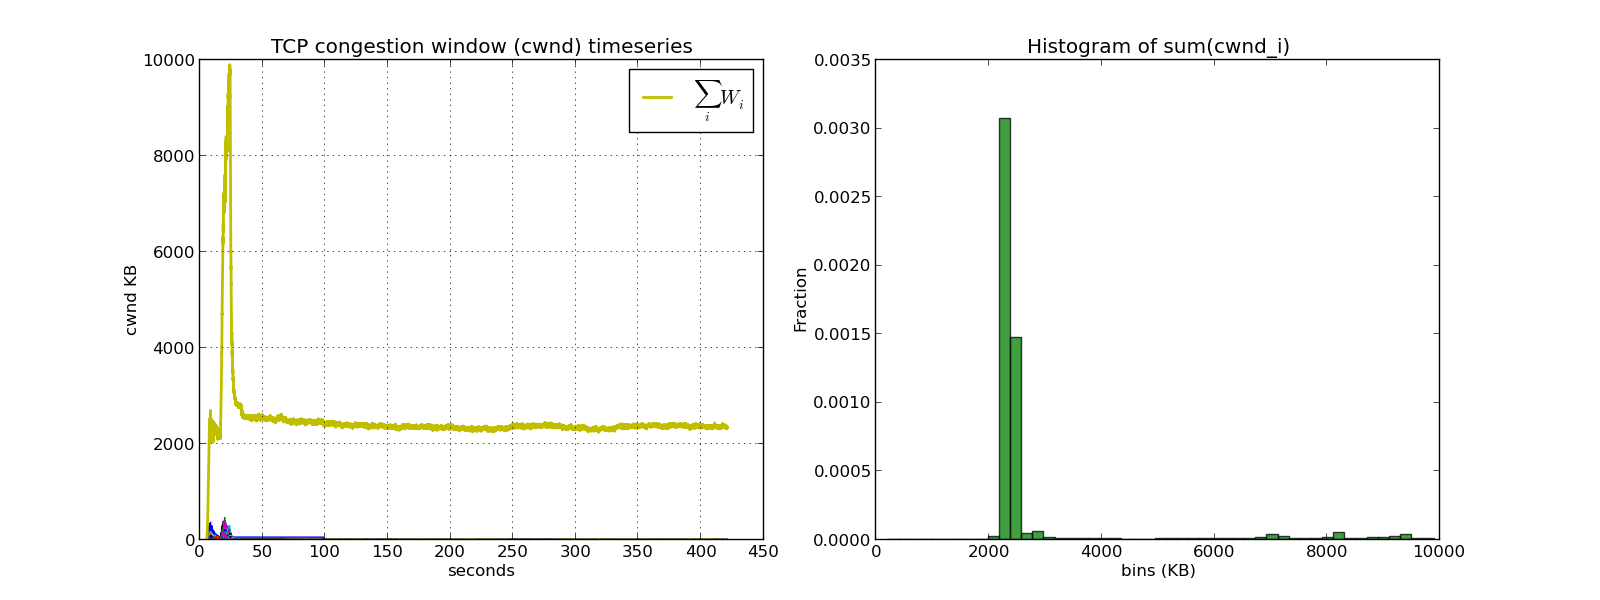 TCP congestion window (cwnd) timeseries
cwnd KB
10000
8000
6000
4000
2000
0
0 50 100 150 200 250 300 350 400 450
seconds
∑_i W_i
Histogram of sum(cwnd_i)
Fraction
0.0035
0.0030
0.0025
0.0020
0.0015
0.0010
0.0005
0.0000
0 2000 4000 6000 8000 10000
bins (KB)